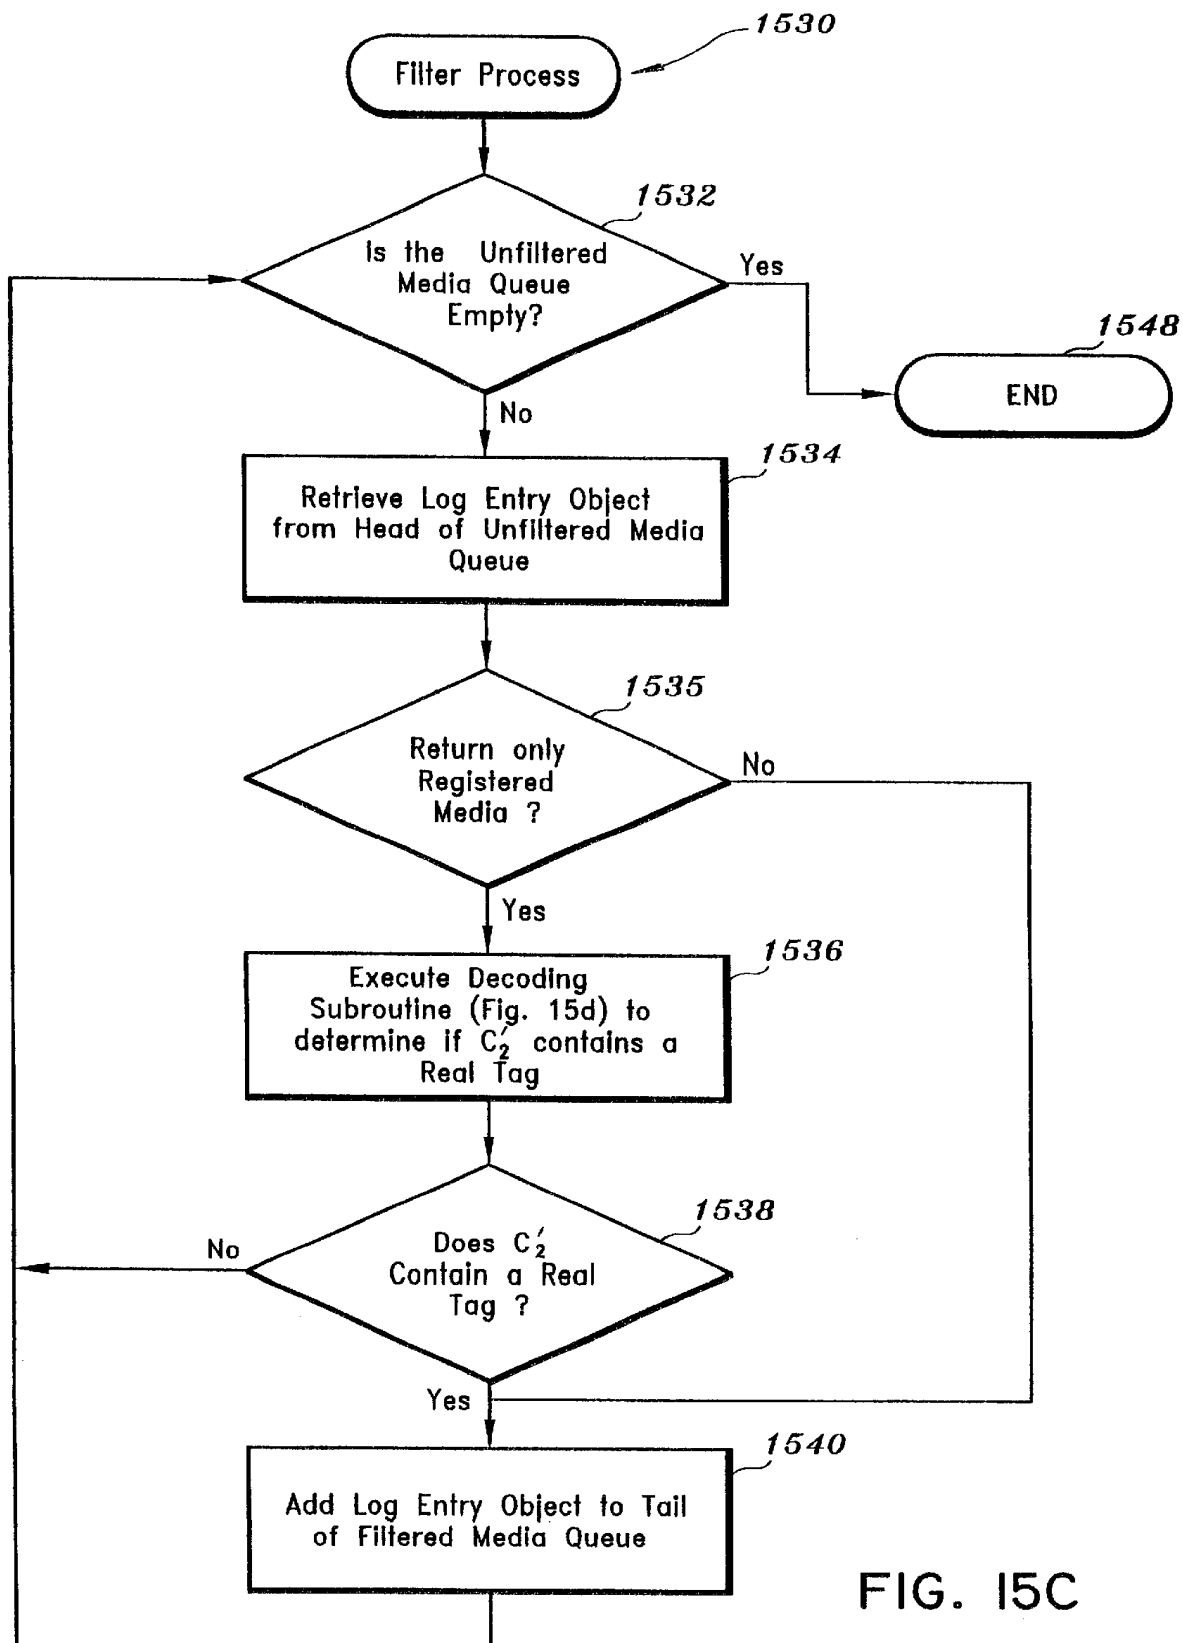 1530
Filter Process
1532
Is the Unfiltered
Media Queue
Empty?
Yes
1548
END
No
1534
Retrieve Log Entry Object
from Head of Unfiltered Media
Queue
1535
Return only
Registered
Media ?
No
Yes
1536
Execute Decoding
Subroutine (Fig. 15d) to
determine if C₂′ contains a
Real Tag
1538
Does C₂′
Contain a Real
Tag ?
No
Yes
1540
Add Log Entry Object to Tail
of Filtered Media Queue
FIG. 15C